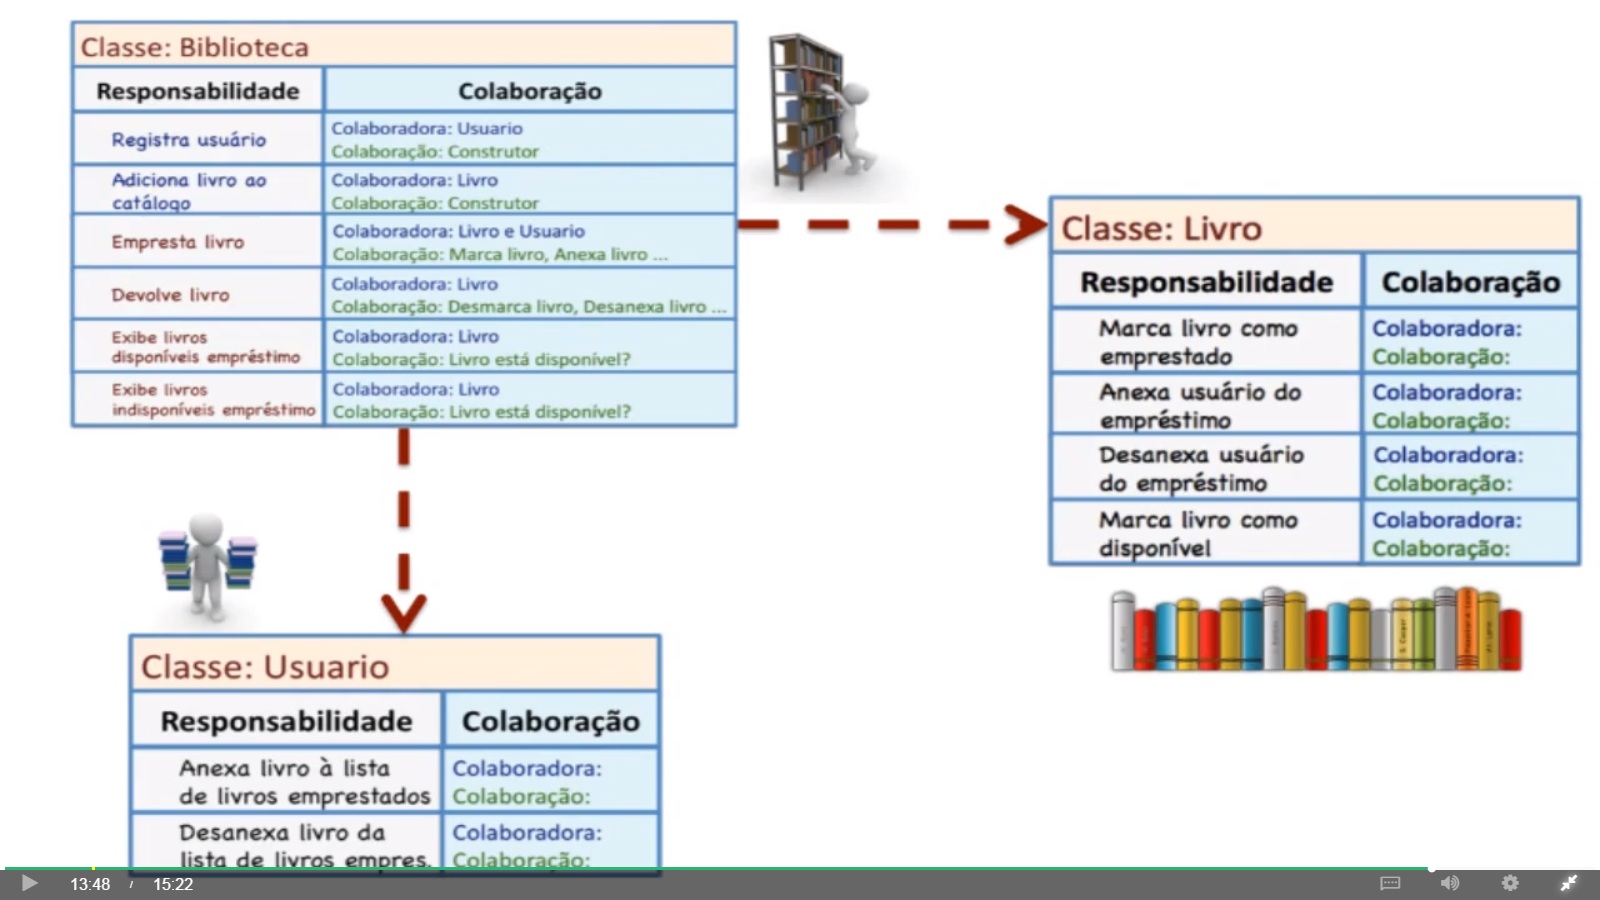 Classe: Biblioteca
Responsabilidade
Colaboração
Registra usuário
Colaboradora: Usuario
Colaboração: Construtor
Adiciona livro ao
catálogo
Colaboradora: Livro
Colaboração: Construtor
Empresta livro
Colaboradora: Livro e Usuario
Colaboração: Marca livro, Anexa livro ...
Devolve livro
Colaboradora: Livro
Colaboração: Desmarca livro, Desanexa livro ...
Exibe livros
disponíveis empréstimo
Colaboradora: Livro
Colaboração: Livro está disponível?
Exibe livros
indisponíveis empréstimo
Colaboradora: Livro
Colaboração: Livro está disponível?
Classe: Livro
Responsabilidade
Colaboração
Marca livro como
emprestado
Colaboradora:
Colaboração:
Anexa usuário do
empréstimo
Colaboradora:
Colaboração:
Desanexa usuário
do empréstimo
Colaboradora:
Colaboração:
Marca livro como
disponível
Colaboradora:
Colaboração:
Classe: Usuario
Responsabilidade
Colaboração
Anexa livro à lista
de livros emprestados
Colaboradora:
Colaboração:
Desanexa livro da
lista de livros empres.
Colaboradora:
Colaboração:
13:48 / 15:22